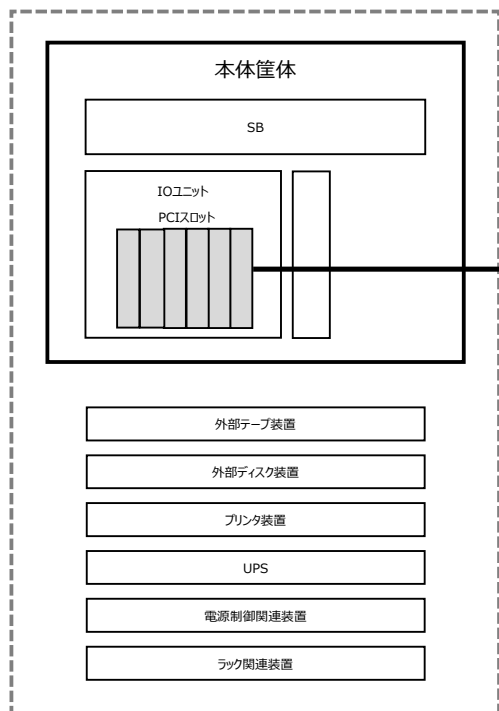 本体筐体
SB
IOユニット
PCIスロット
外部テープ装置
外部ディスク装置
プリンタ装置
UPS
電源制御関連装置
ラック関連装置